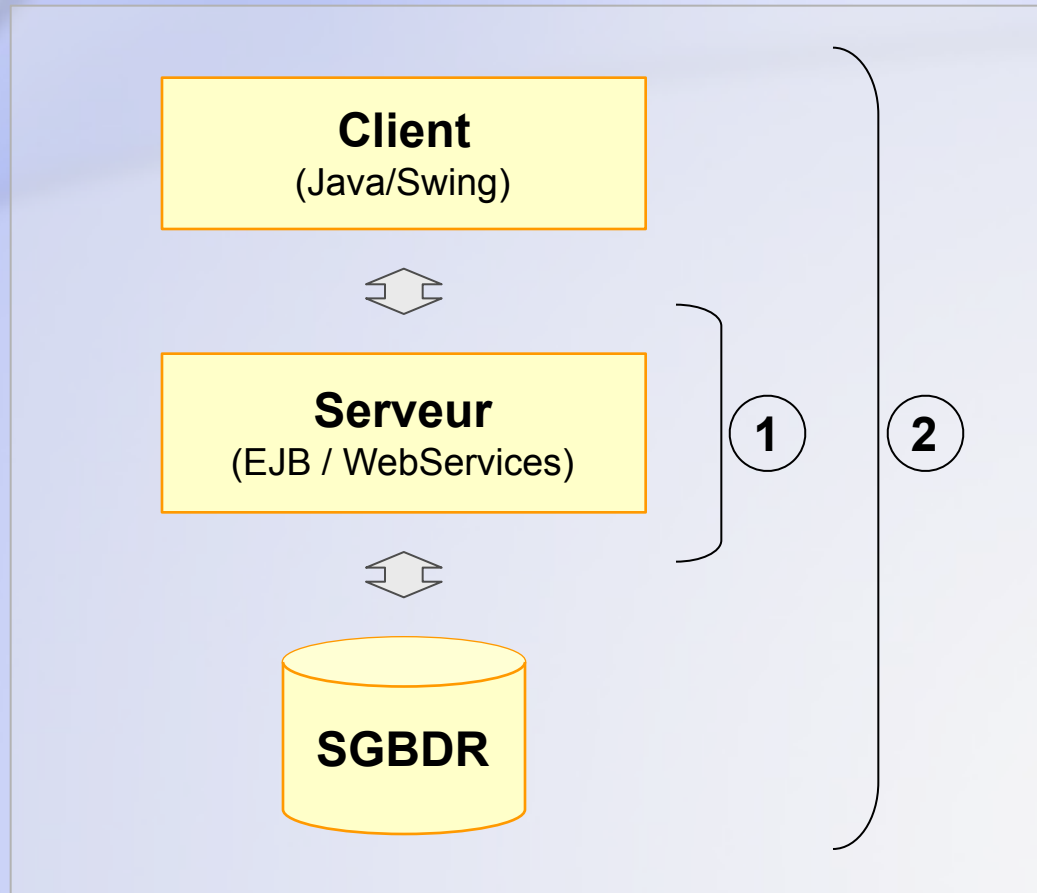 Client
(Java/Swing)
Serveur
(EJB / WebServices)
1
2
SGBDR